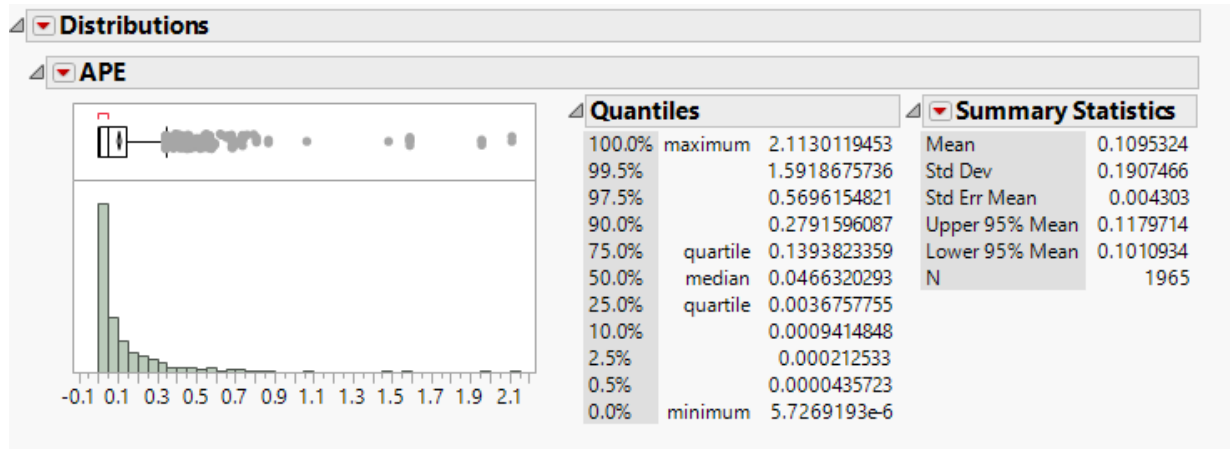 Distributions
APE
Quantiles
100.0% maximum 2.1130119453
99.5% 1.5918675736
97.5% 0.5696154821
90.0% 0.2791596087
75.0% quartile 0.1393823359
50.0% median 0.0466320293
25.0% quartile 0.0036757755
10.0% 0.0009414848
2.5% 0.000212533
0.5% 0.0000435723
0.0% minimum 5.7269193e-6
Summary Statistics
Mean 0.1095324
Std Dev 0.1907466
Std Err Mean 0.004303
Upper 95% Mean 0.1179714
Lower 95% Mean 0.1010934
N 1965
-0.1 0.1 0.3 0.5 0.7 0.9 1.1 1.3 1.5 1.7 1.9 2.1